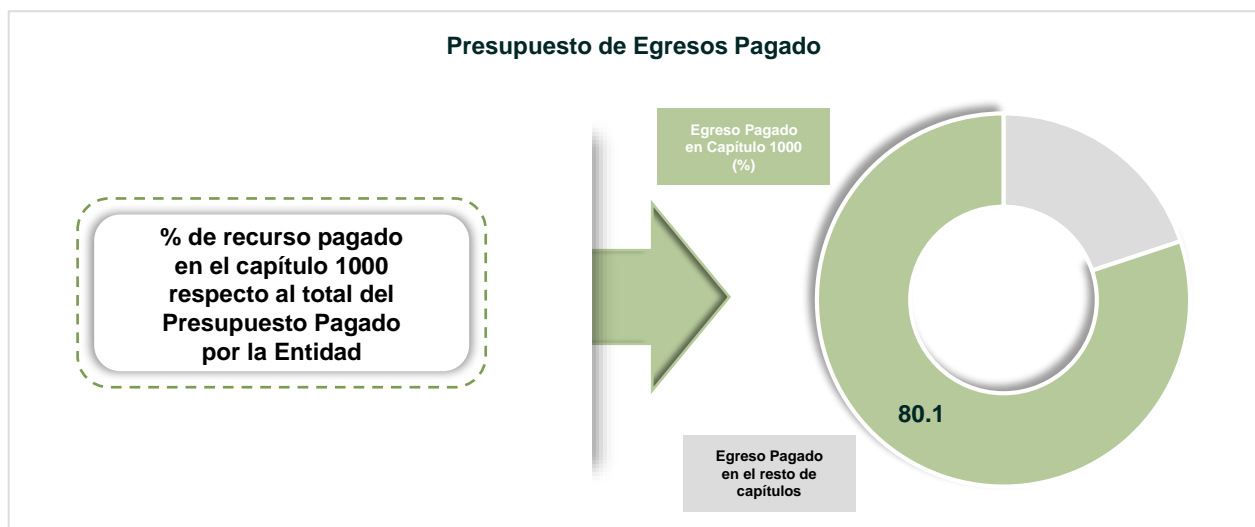 Presupuesto de Egresos Pagado
Egreso Pagado
en Capítulo 1000
(%)
% de recurso pagado
en el capítulo 1000
respecto al total del
Presupuesto Pagado
por la Entidad
80.1
Egreso Pagado
en el resto de
capítulos